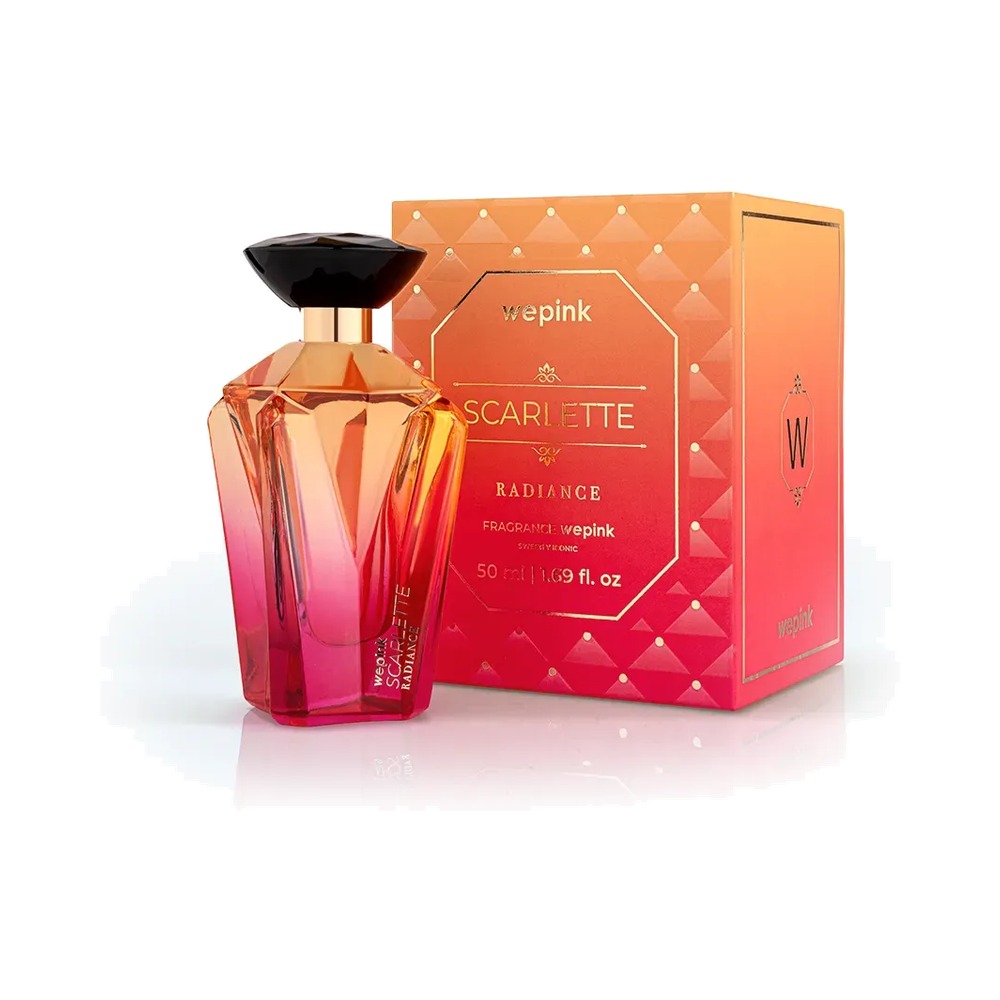 wepink
SCARLETTE
RADIANCE
FRAGRANCE wepink
50 ml | 1.69 fl. oz
W
wepink
wepink
SCARLETTE
RADIANCE